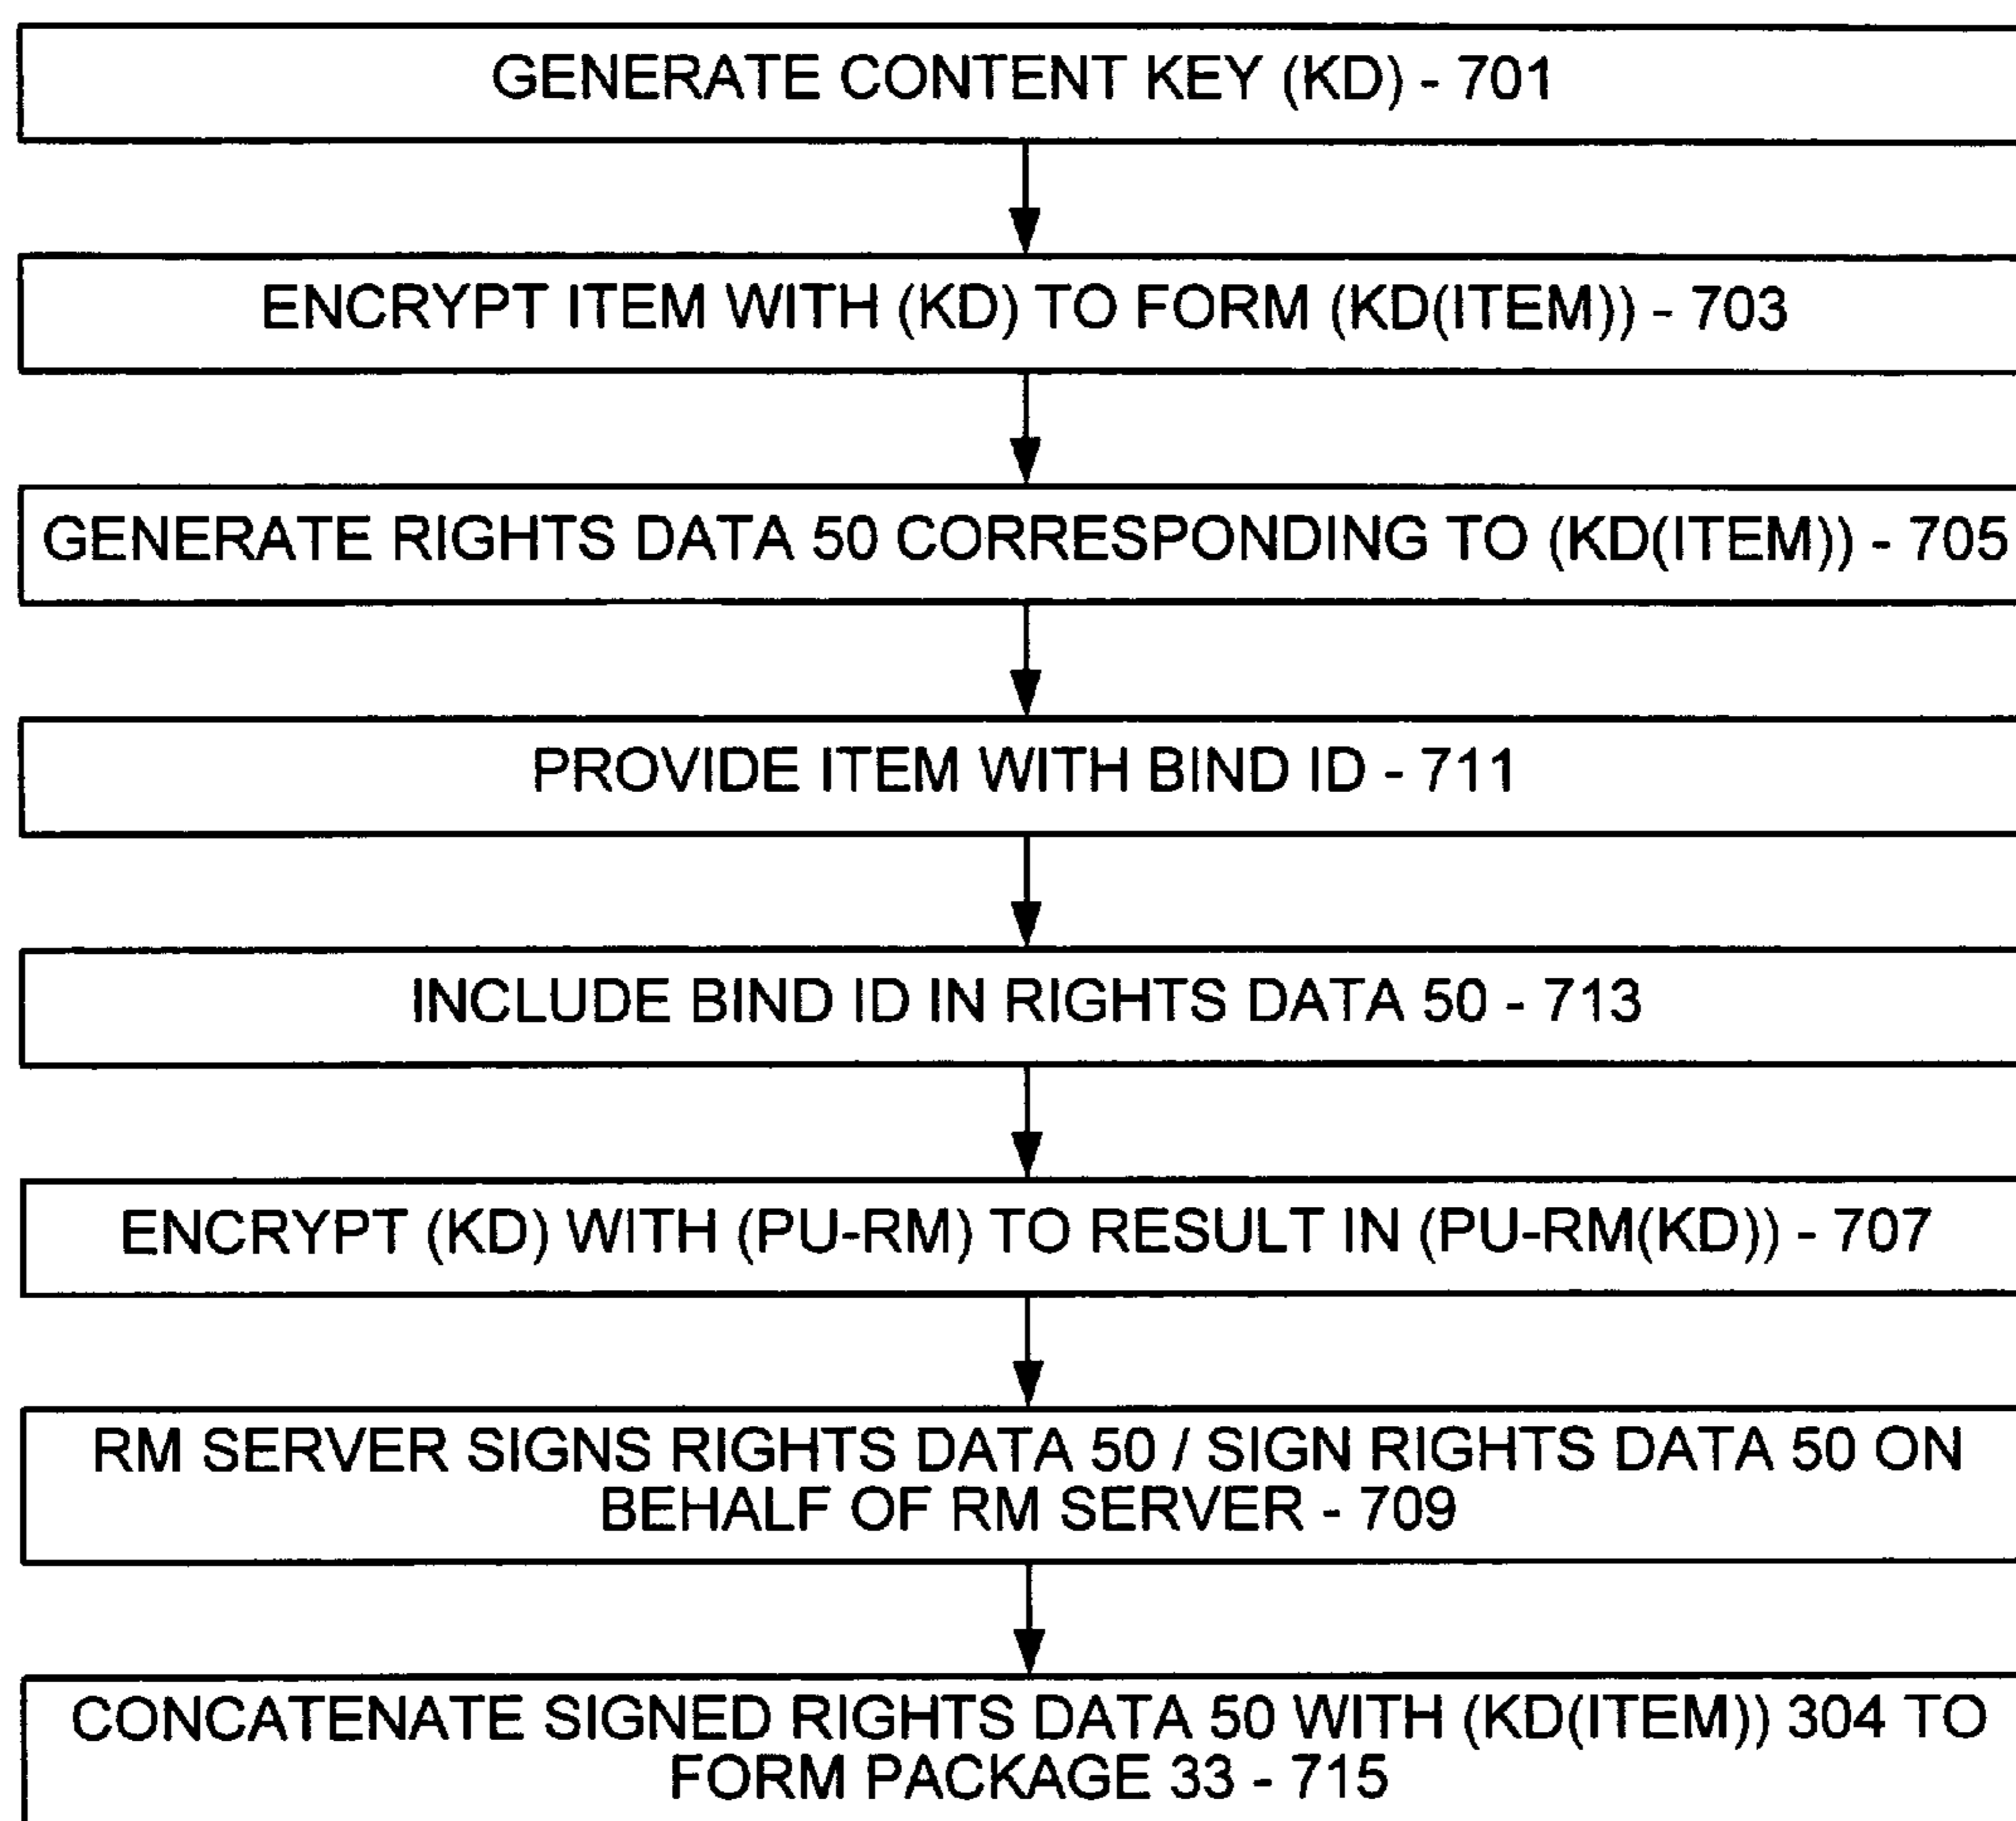 GENERATE CONTENT KEY (KD) - 701
ENCRYPT ITEM WITH (KD) TO FORM (KD(ITEM)) - 703
GENERATE RIGHTS DATA 50 CORRESPONDING TO (KD(ITEM)) - 705
PROVIDE ITEM WITH BIND ID - 711
INCLUDE BIND ID IN RIGHTS DATA 50 - 713
ENCRYPT (KD) WITH (PU-RM) TO RESULT IN (PU-RM(KD)) - 707
RM SERVER SIGNS RIGHTS DATA 50 / SIGN RIGHTS DATA 50 ON
BEHALF OF RM SERVER - 709
CONCATENATE SIGNED RIGHTS DATA 50 WITH (KD(ITEM)) 304 TO
FORM PACKAGE 33 - 715